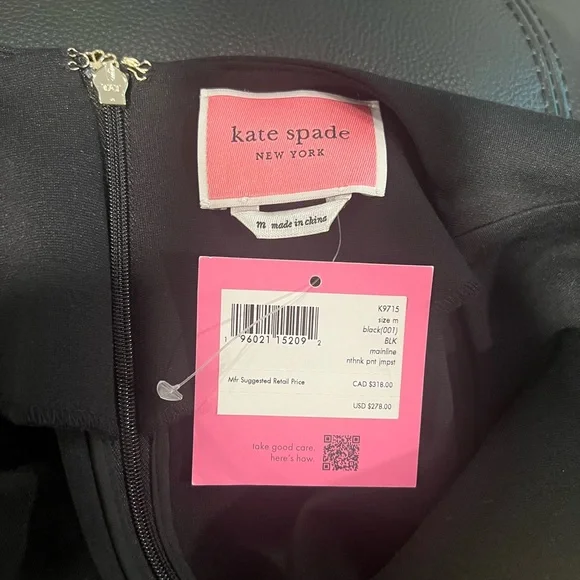 kate spade
NEW YORK
m made in china
K9715
size m
black(001)
BLK
mainline
nthnk pnt jmpst
1 96021 15209 2
Mfr Suggested Retail Price CAD $318.00
USD $278.00
take good care.
here's how.